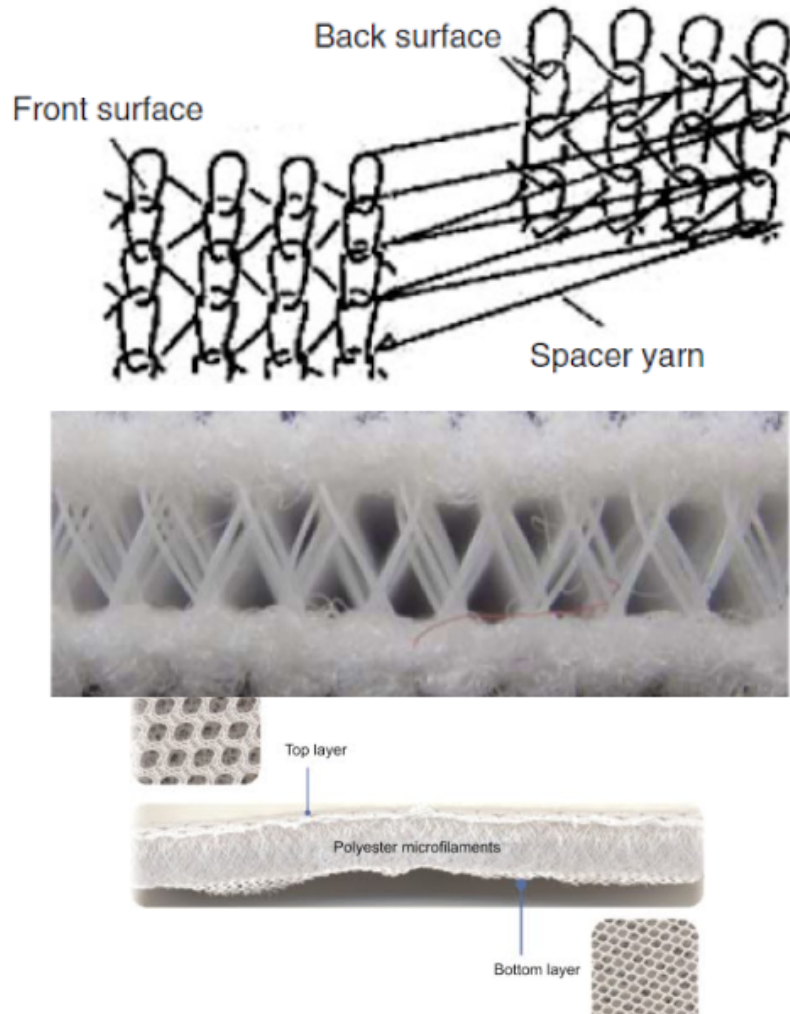 Back surface
Front surface
Spacer yarn
Top layer
Polyester microfilaments
Bottom layer